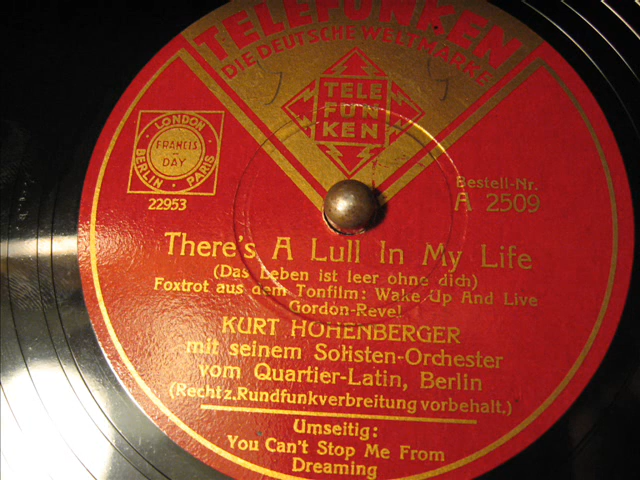 TELEFUNKEN
DIE DEUTSCHE WELTMARKE
TELE
FUN
KEN
LONDON
FRANCIS
DAY
BERLIN · PARIS
22953
Bestell-Nr.
A 2509
There's A Lull In My Life
(Das Leben ist leer ohne dich)
Foxtrot aus dem Tonfilm: Wake Up And Live
Gordon-Revel
KURT HOHENBERGER
mit seinem Solisten-Orchester
vom Quartier-Latin, Berlin
(Recht z. Rundfunkverbreitung vorbehalt.)
Umseitig:
You Can't Stop Me From
Dreaming